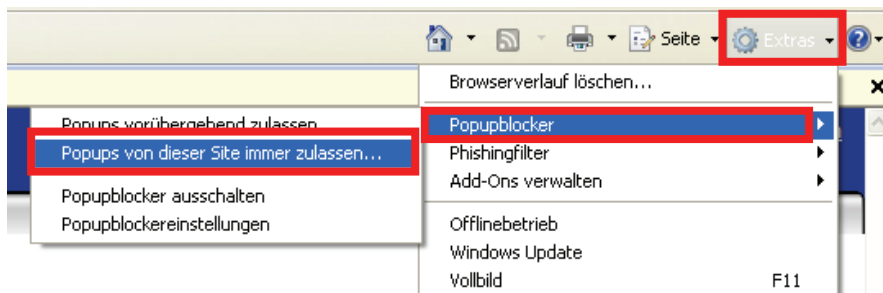 Seite
Extras
Browserverlauf löschen...
Popups vorübergehend zulassen
Popupblocker
Popups von dieser Site immer zulassen...
Phishingfilter
Add-Ons verwalten
Popupblocker ausschalten
Popupblockereinstellungen
Offlinebetrieb
Windows Update
Vollbild F11